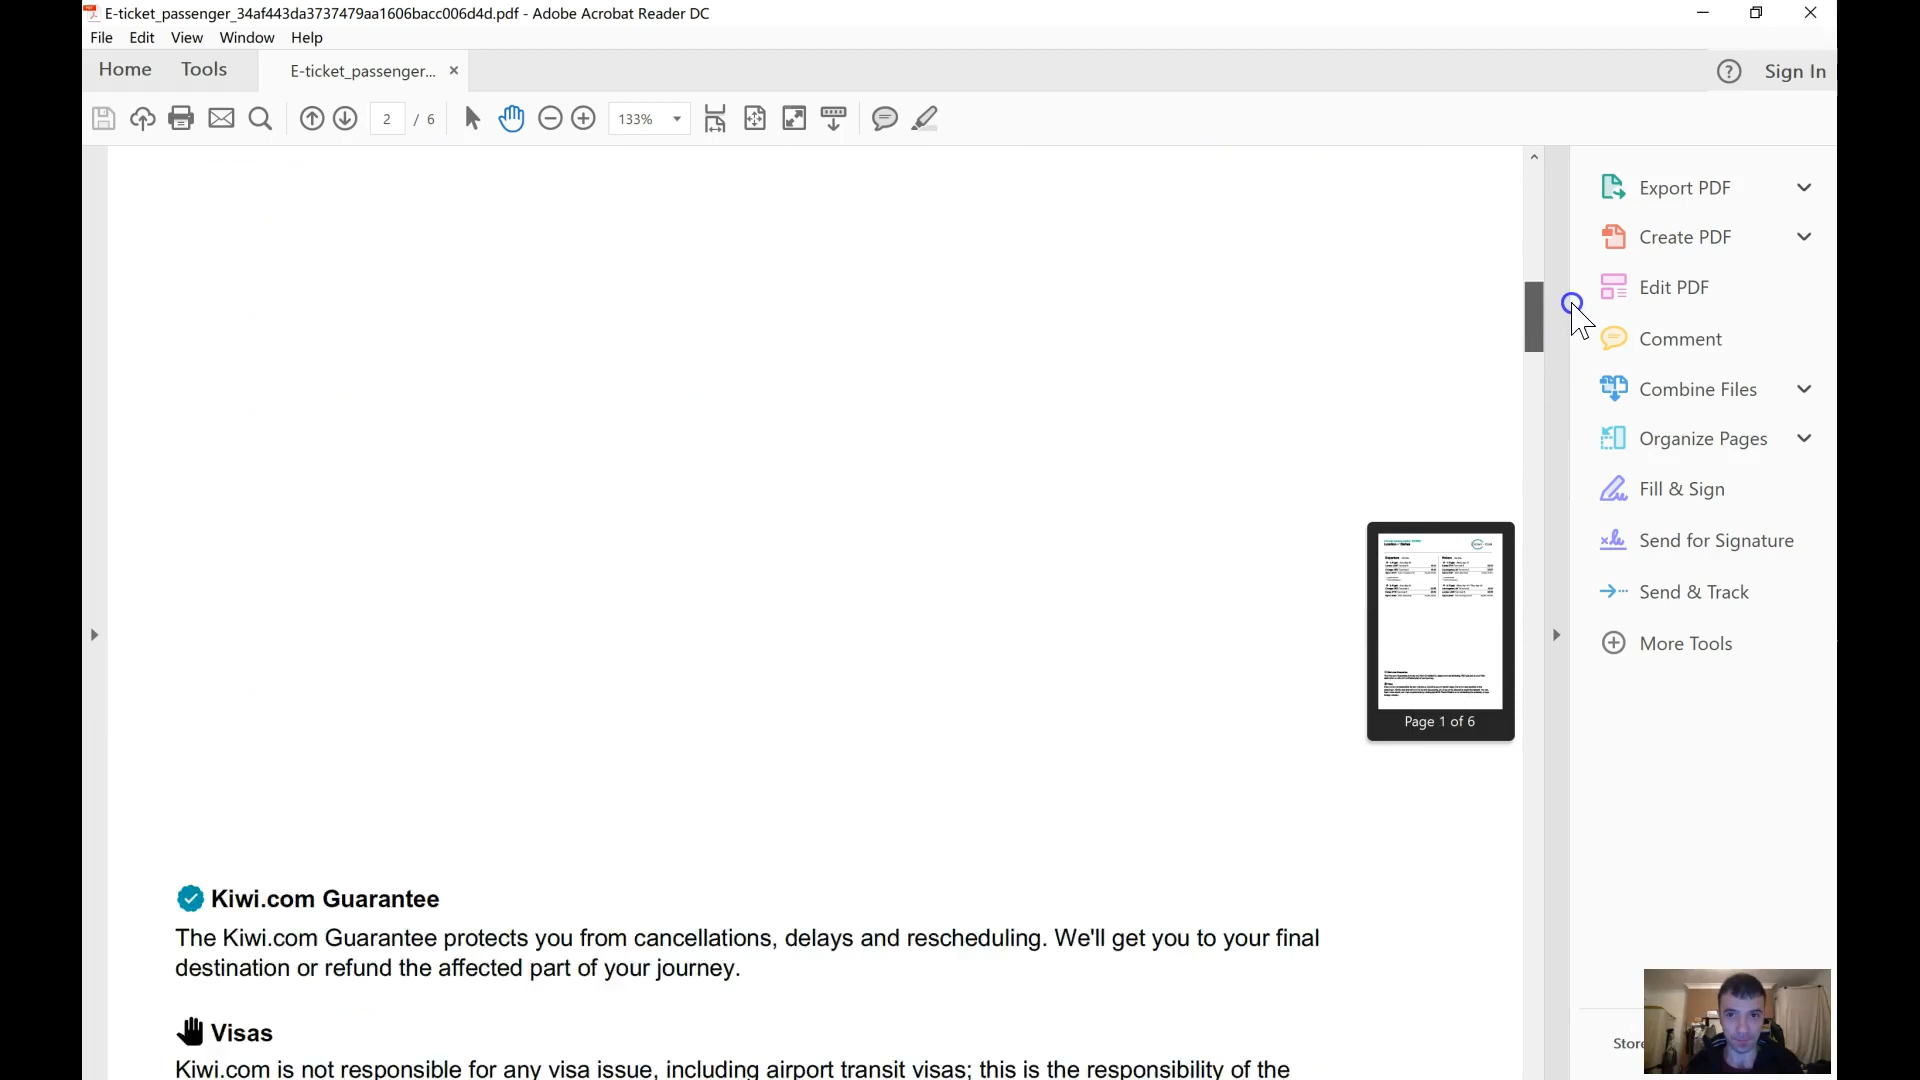 E-ticket_passenger_34af443da3737479aa1606bacc006d4d.pdf - Adobe Acrobat Reader DC
File Edit View Window Help
Home Tools E-ticket_passenger... × Sign In
2 / 6 133%
Export PDF
Create PDF
Edit PDF
Comment
Combine Files
Organize Pages
Fill & Sign
Send for Signature
Send & Track
More Tools
Page 1 of 6
Kiwi.com Guarantee
The Kiwi.com Guarantee protects you from cancellations, delays and rescheduling. We'll get you to your final
destination or refund the affected part of your journey.
Visas
Store
Kiwi.com is not responsible for any visa issue, including airport transit visas; this is the responsibility of the